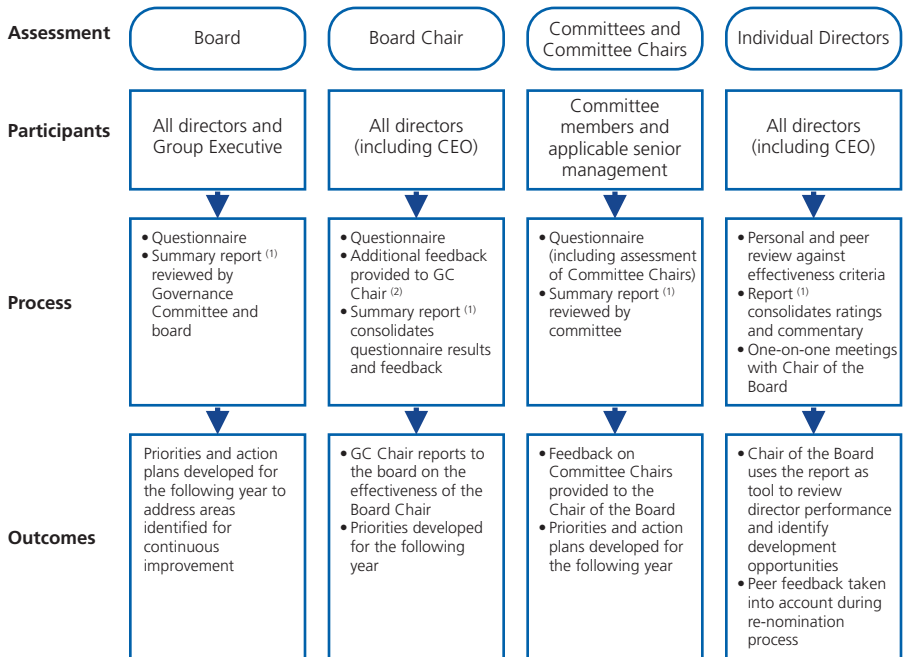 Assessment
Board
Board Chair
Committees and
Committee Chairs
Individual Directors
Participants
All directors and
Group Executive
All directors
(including CEO)
Committee
members and
applicable senior
management
All directors
(including CEO)
Process
• Questionnaire
• Summary report (1)
reviewed by
Governance
Committee and
board
• Questionnaire
• Additional feedback
provided to GC
Chair (2)
• Summary report (1)
consolidates
questionnaire results
and feedback
• Questionnaire
(including assessment
of Committee Chairs)
• Summary report (1)
reviewed by
committee
• Personal and peer
review against
effectiveness criteria
• Report (1)
consolidates ratings
and commentary
• One-on-one meetings
with Chair of the
Board
Outcomes
Priorities and action
plans developed for
the following year to
address areas
identified for
continuous
improvement
• GC Chair reports to
the board on the
effectiveness of the
Board Chair
• Priorities developed
for the following
year
• Feedback on
Committee Chairs
provided to the
Chair of the Board
• Priorities and action
plans developed for
the following year
• Chair of the Board
uses the report as
tool to review
director performance
and identify
development
opportunities
• Peer feedback taken
into account during
re-nomination
process